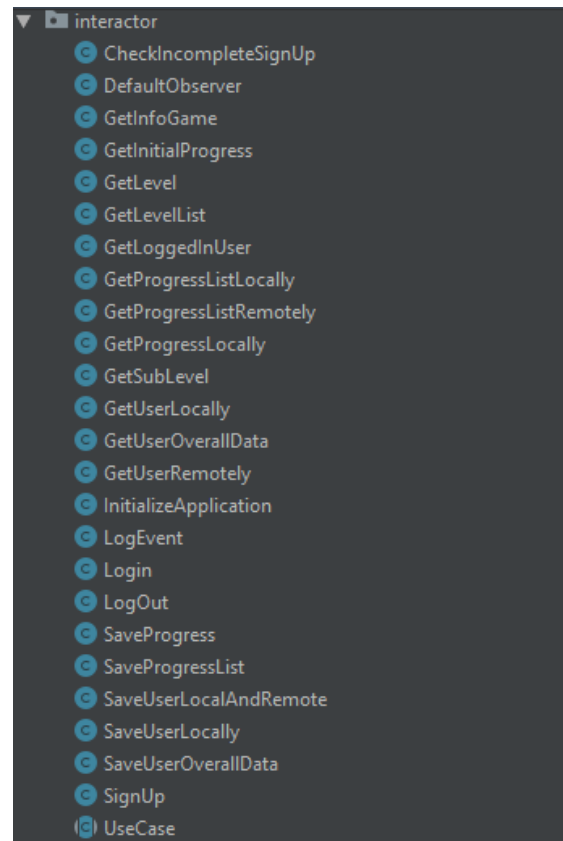 interactor
CheckIncompleteSignUp
DefaultObserver
GetInfoGame
GetInitialProgress
GetLevel
GetLevelList
GetLoggedInUser
GetProgressListLocally
GetProgressListRemotely
GetProgressLocally
GetSubLevel
GetUserLocally
GetUserOverallData
GetUserRemotely
InitializeApplication
LogEvent
Login
LogOut
SaveProgress
SaveProgressList
SaveUserLocalAndRemote
SaveUserLocally
SaveUserOverallData
SignUp
UseCase